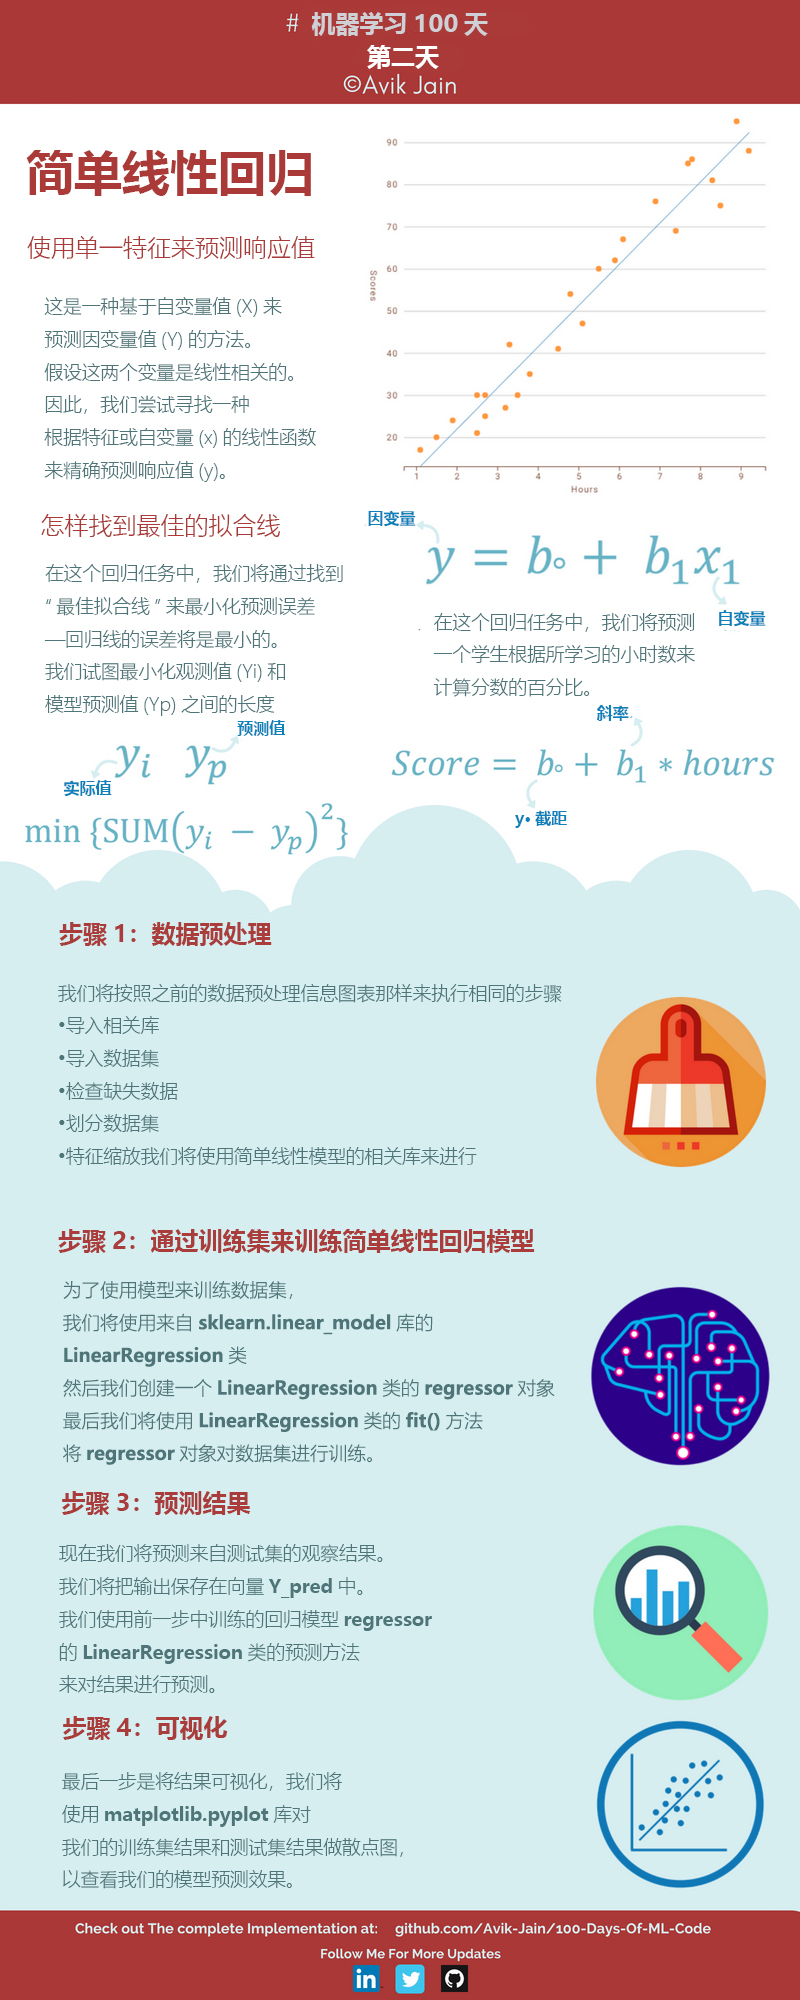 # 机器学习 100 天
第二天
©Avik Jain
简单线性回归
使用单一特征来预测响应值
这是一种基于自变量值 (X) 来
预测因变量值 (Y) 的方法。
假设这两个变量是线性相关的。
因此，我们尝试寻找一种
根据特征或自变量 (x) 的线性函数
来精确预测响应值 (y)。
90
80
70
60
50
40
30
20
Scores
1 2 3 4 5 6 7 8 9
Hours
怎样找到最佳的拟合线
在这个回归任务中，我们将通过找到
“ 最佳拟合线 ” 来最小化预测误差
—回归线的误差将是最小的。
我们试图最小化观测值 (Yi) 和
模型预测值 (Yp) 之间的长度
预测值
yi yp
实际值
min {SUM(yi − yp)²}
因变量
y = b₀ + b₁x₁
自变量
在这个回归任务中，我们将预测
一个学生根据所学习的小时数来
计算分数的百分比。
斜率
Score = b₀ + b₁ * hours
y• 截距
步骤 1：数据预处理
我们将按照之前的数据预处理信息图表那样来执行相同的步骤
•导入相关库
•导入数据集
•检查缺失数据
•划分数据集
•特征缩放我们将使用简单线性模型的相关库来进行
步骤 2：通过训练集来训练简单线性回归模型
为了使用模型来训练数据集，
我们将使用来自 sklearn.linear_model 库的
LinearRegression 类
然后我们创建一个 LinearRegression 类的 regressor 对象
最后我们将使用 LinearRegression 类的 fit() 方法
将 regressor 对象对数据集进行训练。
步骤 3：预测结果
现在我们将预测来自测试集的观察结果。
我们将把输出保存在向量 Y_pred 中。
我们使用前一步中训练的回归模型 regressor
的 LinearRegression 类的预测方法
来对结果进行预测。
步骤 4：可视化
最后一步是将结果可视化，我们将
使用 matplotlib.pyplot 库对
我们的训练集结果和测试集结果做散点图，
以查看我们的模型预测效果。
Check out The complete Implementation at: github.com/Avik-Jain/100-Days-Of-ML-Code
Follow Me For More Updates
in